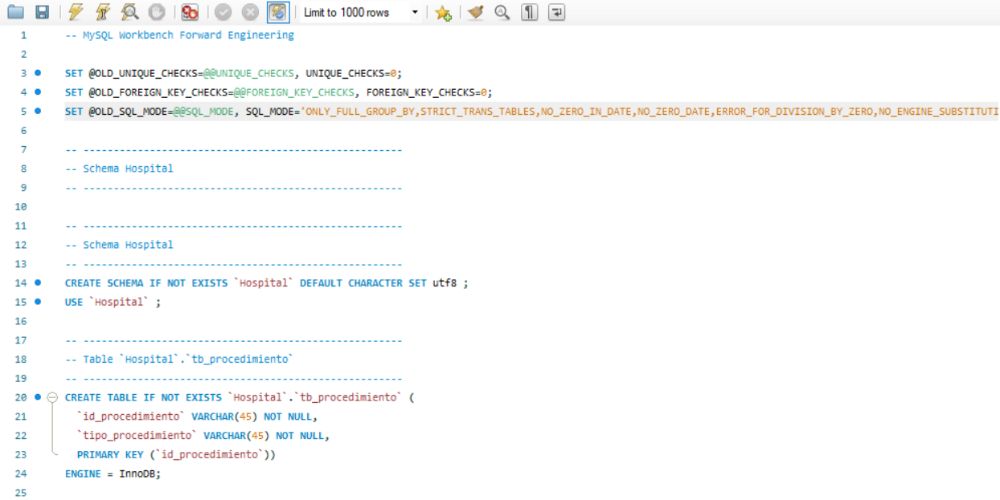 Limit to 1000 rows
1 -- MySQL Workbench Forward Engineering
2
3 SET @OLD_UNIQUE_CHECKS=@@UNIQUE_CHECKS, UNIQUE_CHECKS=0;
4 SET @OLD_FOREIGN_KEY_CHECKS=@@FOREIGN_KEY_CHECKS, FOREIGN_KEY_CHECKS=0;
5 SET @OLD_SQL_MODE=@@SQL_MODE, SQL_MODE='ONLY_FULL_GROUP_BY,STRICT_TRANS_TABLES,NO_ZERO_IN_DATE,NO_ZERO_DATE,ERROR_FOR_DIVISION_BY_ZERO,NO_ENGINE_SUBSTITUTI
6
7 -- -----------------------------------------------------
8 -- Schema Hospital
9 -- -----------------------------------------------------
10
11 -- -----------------------------------------------------
12 -- Schema Hospital
13 -- -----------------------------------------------------
14 CREATE SCHEMA IF NOT EXISTS `Hospital` DEFAULT CHARACTER SET utf8 ;
15 USE `Hospital` ;
16
17 -- -----------------------------------------------------
18 -- Table `Hospital`.`tb_procedimiento`
19 -- -----------------------------------------------------
20 CREATE TABLE IF NOT EXISTS `Hospital`.`tb_procedimiento` (
21 `id_procedimiento` VARCHAR(45) NOT NULL,
22 `tipo_procedimiento` VARCHAR(45) NOT NULL,
23 PRIMARY KEY (`id_procedimiento`))
24 ENGINE = InnoDB;
25